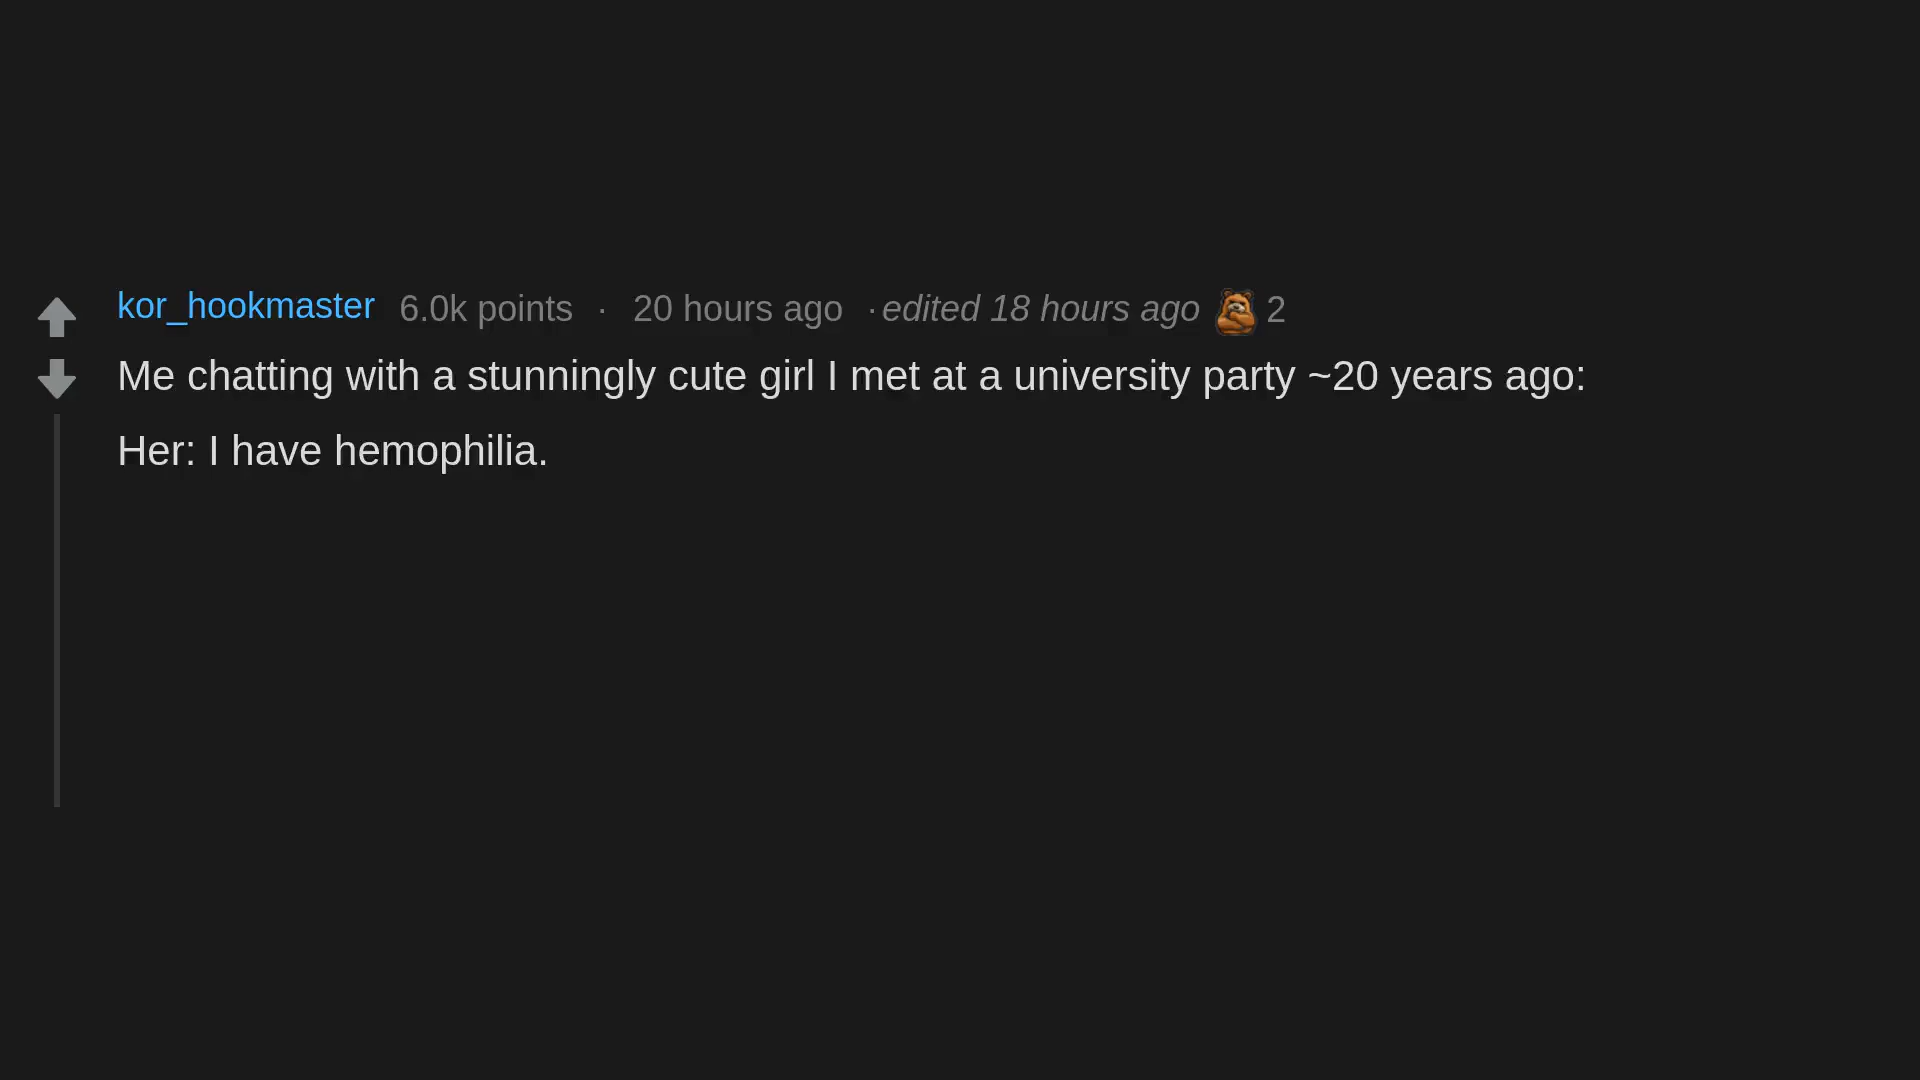 kor_hookmaster 6.0k points · 20 hours ago ·edited 18 hours ago 2
Me chatting with a stunningly cute girl I met at a university party ~20 years ago:
Her: I have hemophilia.